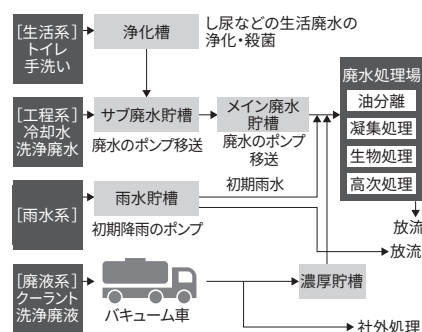 [生活系]
トイレ
手洗い
浄化槽
し尿などの生活廃水の
浄化・殺菌
[工程系]
冷却水
洗浄廃水
サブ廃水貯槽
廃水のポンプ移送
メイン廃水
貯槽
廃水のポンプ
移送
廃水処理場
油分離
凝集処理
生物処理
高次処理
放流
[雨水系]
雨水貯槽
初期降雨のポンプ
初期雨水
放流
[廃液系]
クーラント
洗浄廃液
バキューム車
濃厚貯槽
社外処理